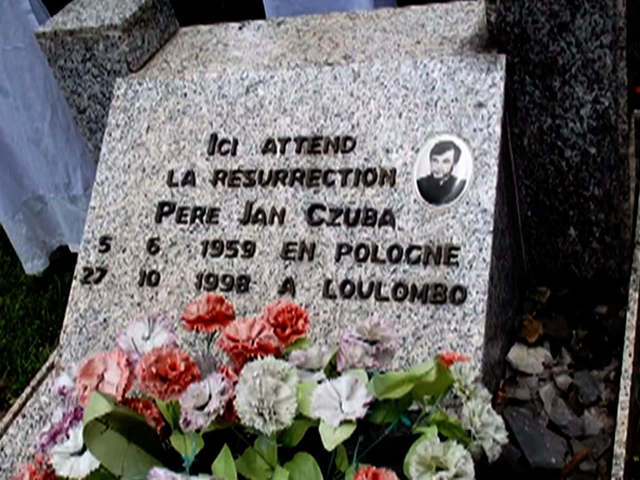 ICI ATTEND
LA RESURRECTION
PERE JAN CZUBA
5 6 1959 EN POLOGNE
27 10 1998 A LOULOMBO